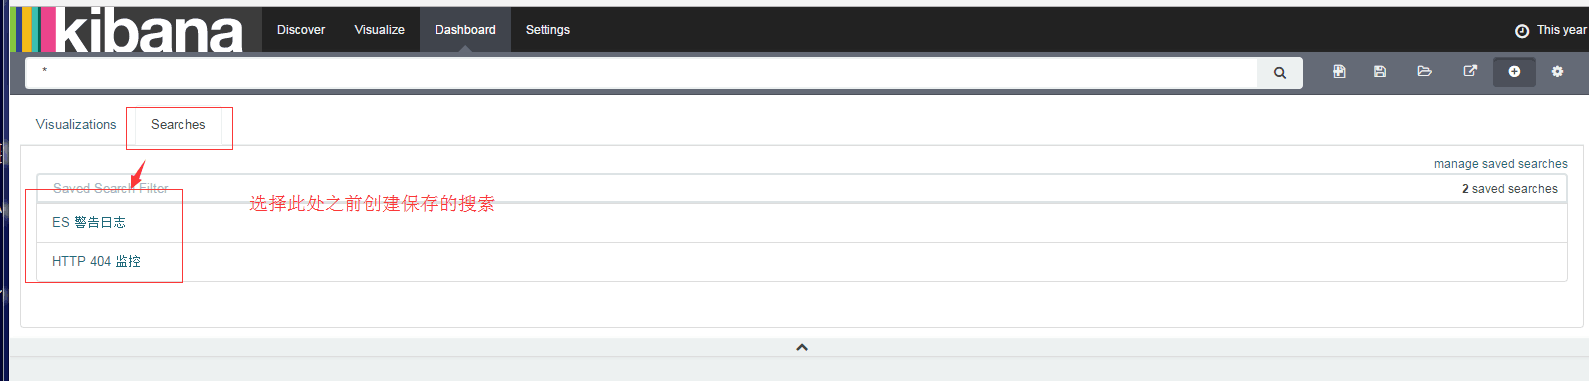 kibana Discover Visualize Dashboard Settings This year
*
Visualizations Searches
manage saved searches
Saved Search Filter 2 saved searches
选择此处之前创建保存的搜索
ES 警告日志
HTTP 404 监控